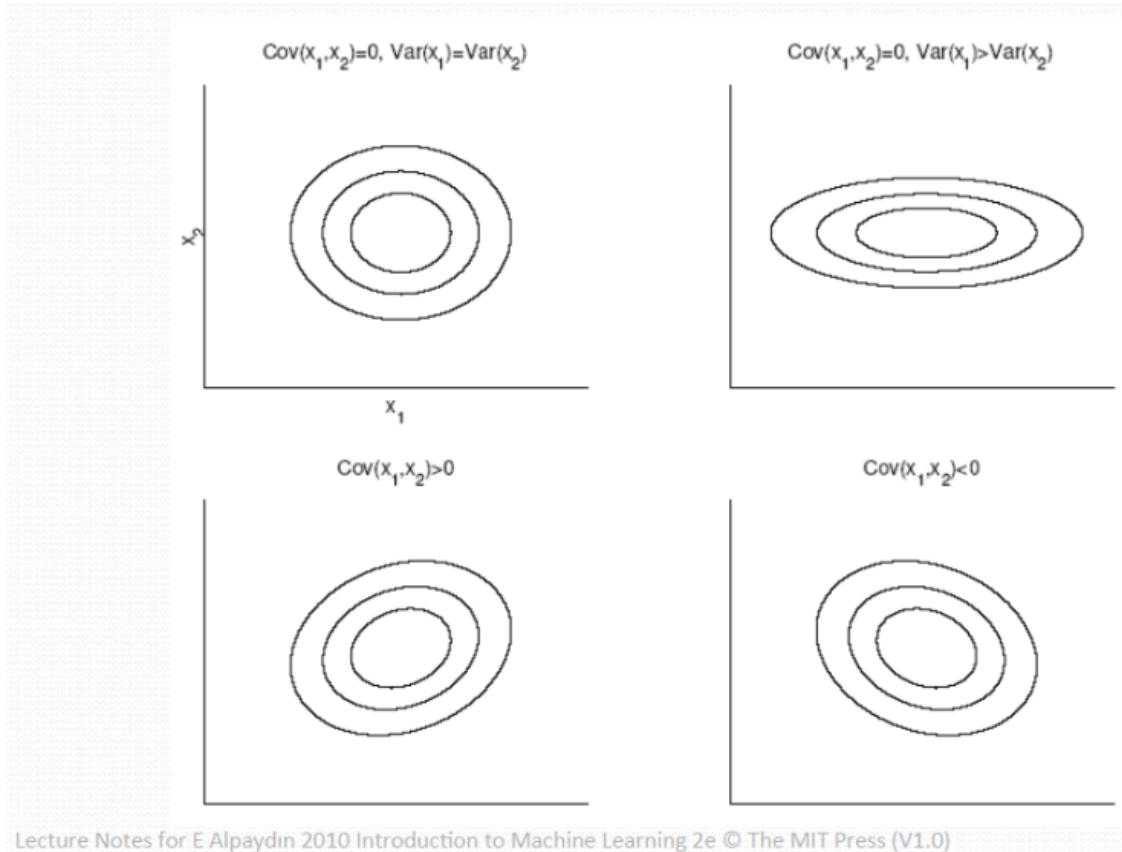 Cov(x₁,x₂)=0, Var(x₁)=Var(x₂)
Cov(x₁,x₂)=0, Var(x₁)>Var(x₂)
x₂
x₁
Cov(x₁,x₂)>0
Cov(x₁,x₂)<0
Lecture Notes for E Alpaydın 2010 Introduction to Machine Learning 2e © The MIT Press (V1.0)